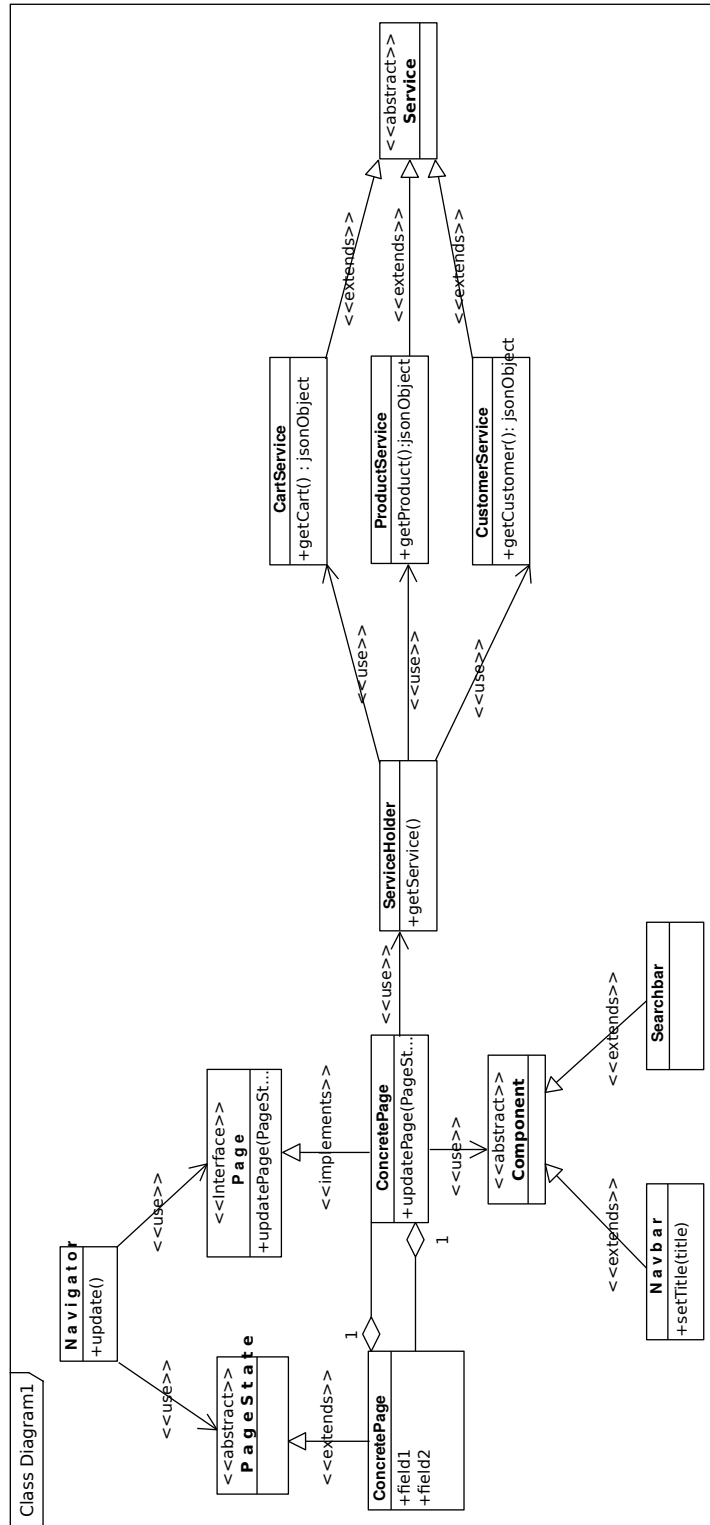 Class Diagram1
Navigator
+update()
<<use>>
<<use>>
<<abstract>>
PageState
<<Interface>>
Page
+updatePage(PageSt...
<<extends>>
<<implements>>
ConcretePage
+field1
+field2
1
1
ConcretePage
+updatePage(PageSt...
<<use>>
<<use>>
<<abstract>>
Component
<<extends>>
<<extends>>
Navbar
+setTitle(title)
Searchbar
ServiceHolder
+getService()
<<use>>
<<use>>
<<use>>
CartService
+getCart() : jsonObject
ProductService
+getProduct():jsonObject
CustomerService
+getCustomer(): jsonObject
<<extends>>
<<extends>>
<<extends>>
<<abstract>>
Service